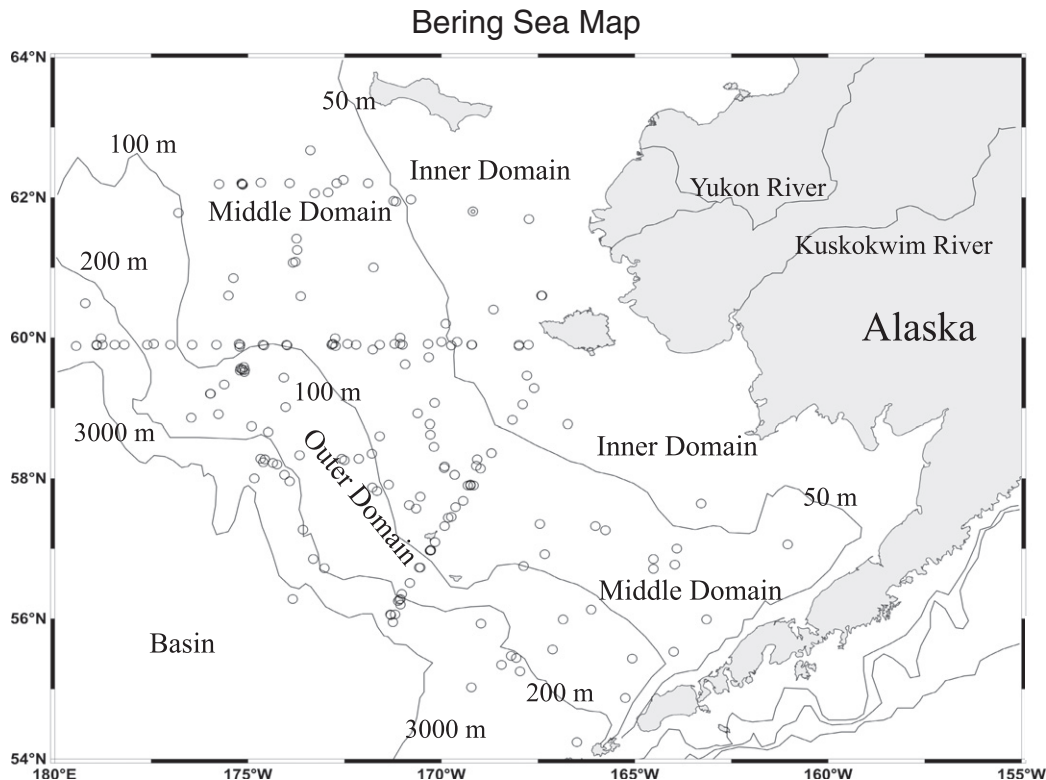 Bering Sea Map
64°N
50 m
100 m
Inner Domain
Yukon River
62°N
Middle Domain
Kuskokwim River
200 m
Alaska
60°N
100 m
3000 m
Outer Domain
Inner Domain
58°N
50 m
Middle Domain
56°N
Basin
200 m
3000 m
54°N
180°E
175°W
170°W
165°W
160°W
155°W